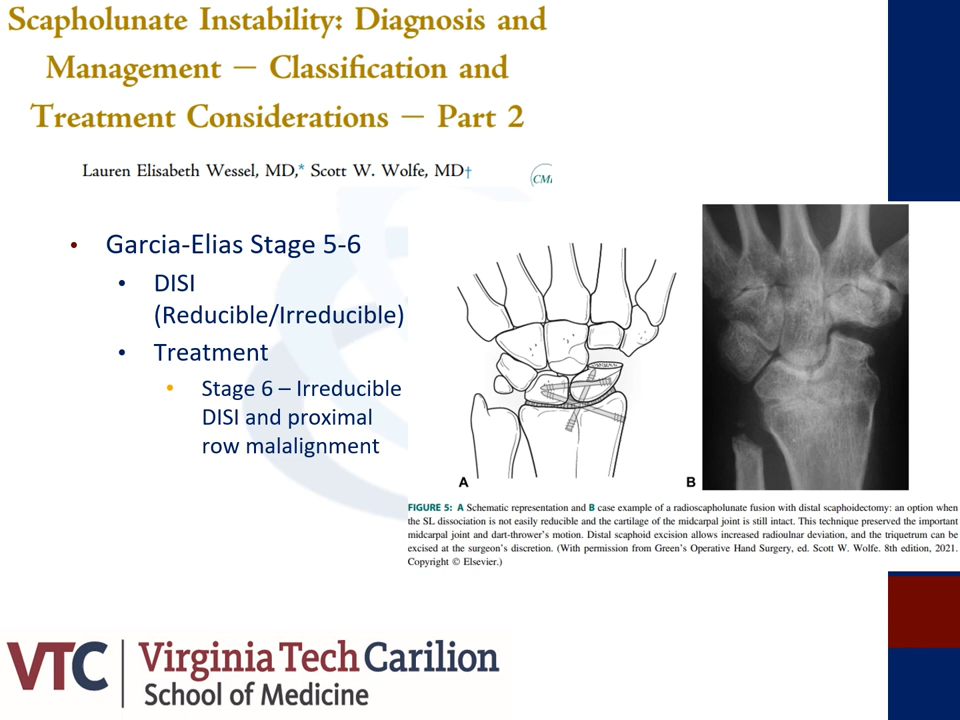 Scapholunate Instability: Diagnosis and
Management — Classification and
Treatment Considerations — Part 2
Lauren Elisabeth Wessel, MD,* Scott W. Wolfe, MD†
CME
• Garcia-Elias Stage 5-6
• DISI
(Reducible/Irreducible)
• Treatment
• Stage 6 – Irreducible
DISI and proximal
row malalignment
A
B
FIGURE 5: A Schematic representation and B case example of a radioscapholunate fusion with distal scaphoidectomy: an option when
the SL dissociation is not easily reducible and the cartilage of the midcarpal joint is still intact. This technique preserved the important
midcarpal joint and dart-thrower's motion. Distal scaphoid excision allows increased radioulnar deviation, and the triquetrum can be
excised at the surgeon's discretion. (With permission from Green's Operative Hand Surgery, ed. Scott W. Wolfe. 8th edition, 2021.
Copyright © Elsevier.)
VTC
Virginia Tech Carilion
School of Medicine